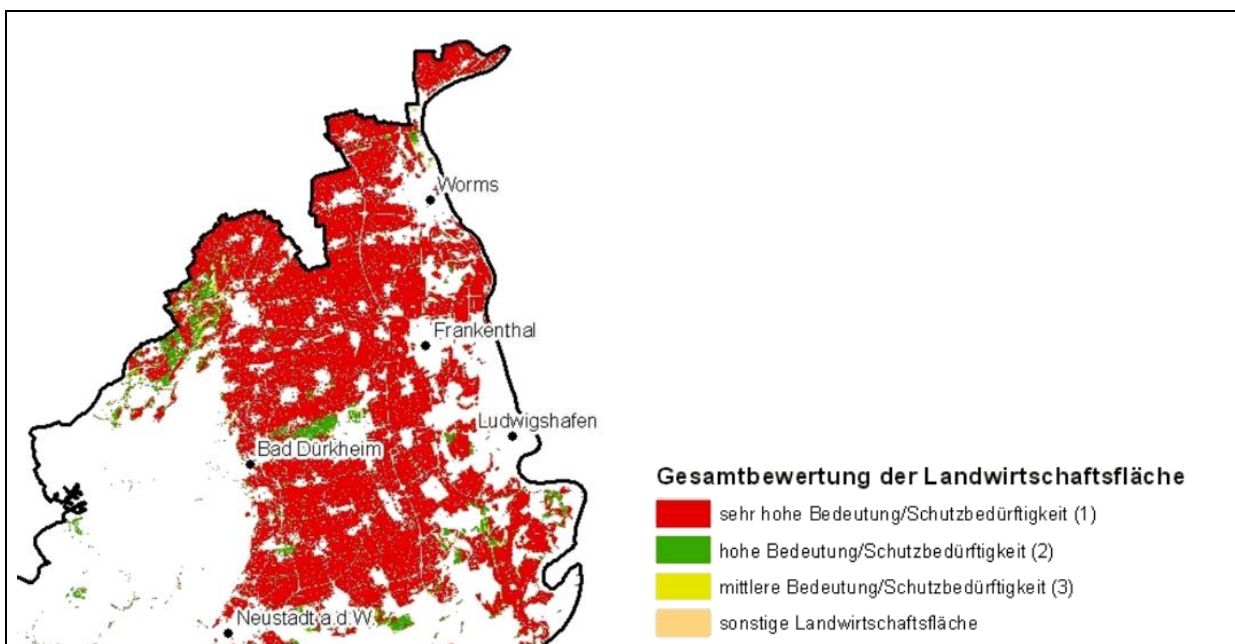 Worms
Frankenthal
Ludwigshafen
Bad Dürkheim
Neustadt a.d.W.
Gesamtbewertung der Landwirtschaftsfläche
sehr hohe Bedeutung/Schutzbedürftigkeit (1)
hohe Bedeutung/Schutzbedürftigkeit (2)
mittlere Bedeutung/Schutzbedürftigkeit (3)
sonstige Landwirtschaftsfläche